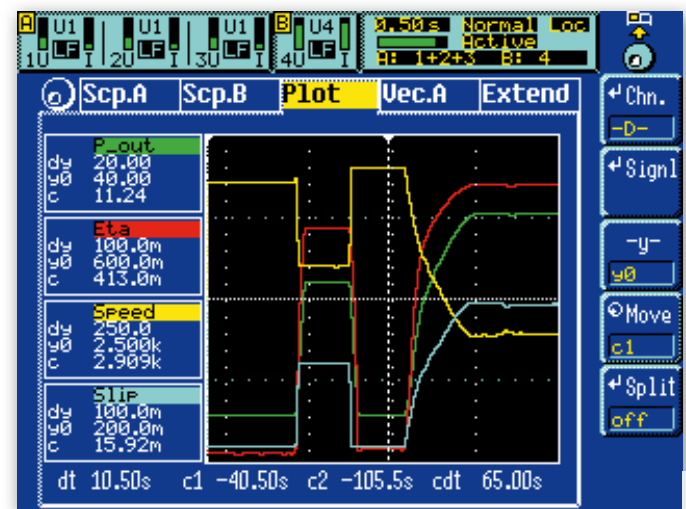 A U1 U1 U1 B U4 0.50s Normal Loc
LF LF LF LF Active
1U I 2U I 3U I 4U I A: 1+2+3 B: 4
Scp.A Scp.B Plot Vec.A Extend
P_out
dy 20.00
y0 40.00
c 11.24
Eta
dy 100.0m
y0 600.0m
c 413.0m
Speed
dy 250.0
y0 2.500k
c 2.909k
Slip
dy 100.0m
y0 200.0m
c 15.92m
dt 10.50s c1 -40.50s c2 -105.5s cdt 65.00s
Chn.
-D-
Signl
-y-
y0
Move
c1
Split
off